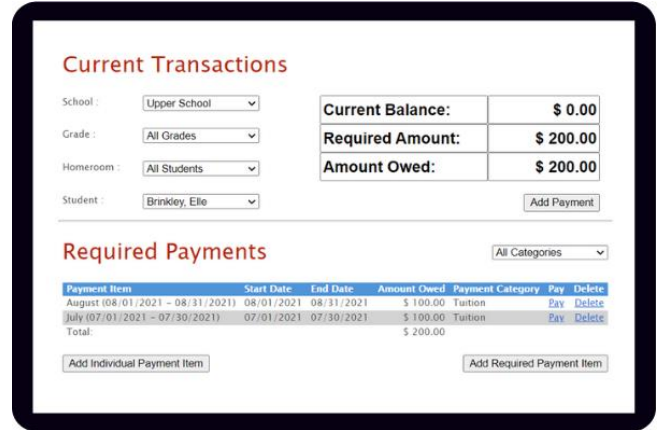 Current Transactions
School : Upper School
Grade : All Grades
Homeroom : All Students
Student : Brinkley, Elle
Current Balance: $ 0.00
Required Amount: $ 200.00
Amount Owed: $ 200.00
Add Payment
Required Payments
All Categories
Payment Item Start Date End Date Amount Owed Payment Category Pay Delete
August (08/01/2021 - 08/31/2021) 08/01/2021 08/31/2021 $ 100.00 Tuition Pay Delete
July (07/01/2021 - 07/30/2021) 07/01/2021 07/30/2021 $ 100.00 Tuition Pay Delete
Total: $ 200.00
Add Individual Payment Item
Add Required Payment Item